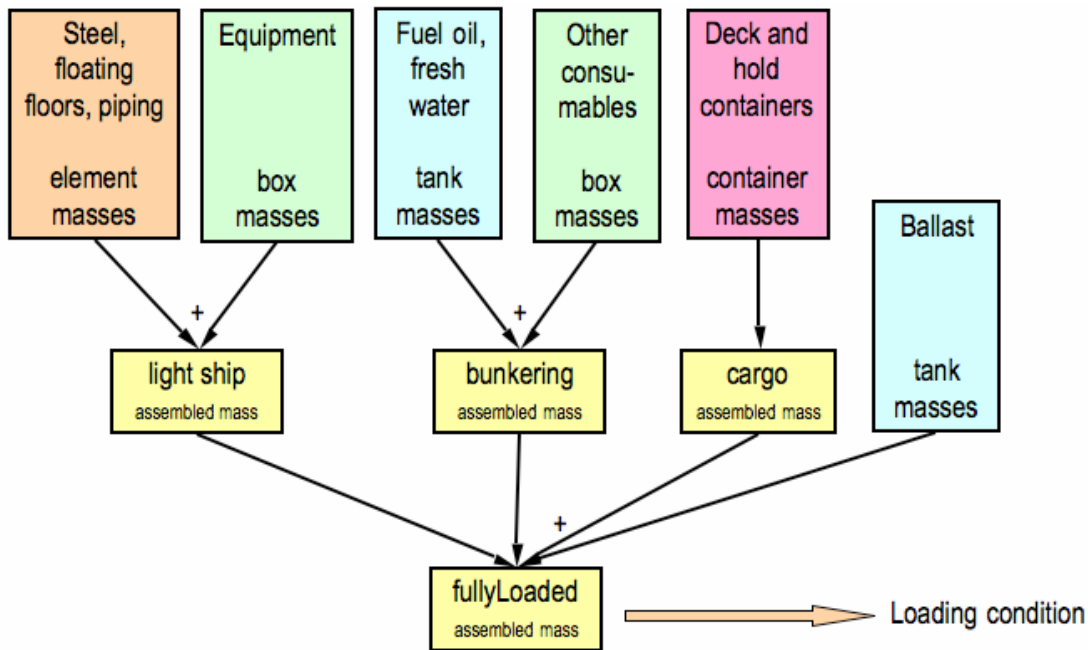 Steel,
floating
floors, piping
element
masses
Equipment
box
masses
Fuel oil,
fresh
water
tank
masses
Other
consu-
mables
box
masses
Deck and
hold
containers
container
masses
Ballast
tank
masses
+
+
light ship
assembled mass
bunkering
assembled mass
cargo
assembled mass
+
fullyLoaded
assembled mass
Loading condition